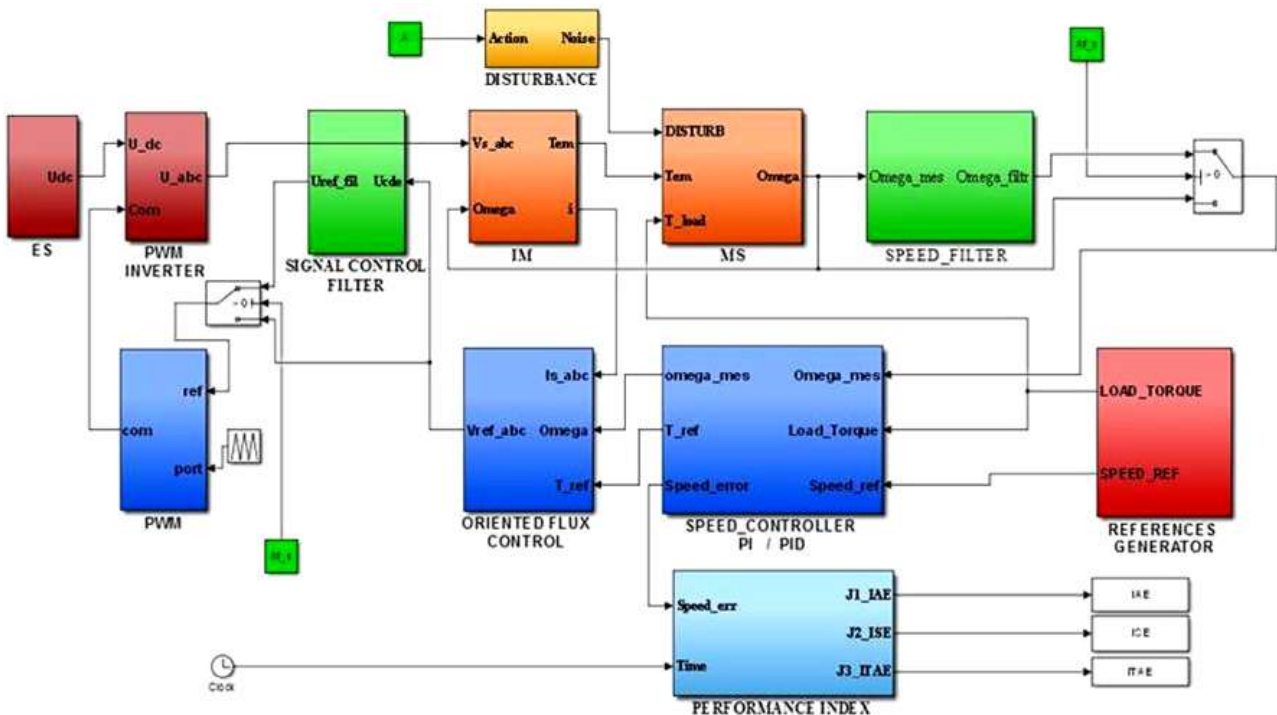 Action Noise
DISTURBANCE
Udc
ES
U_dc
U_abc
Com
PWM
INVERTER
Uref_fil Ucde
SIGNAL CONTROL
FILTER
Vs_abc Tem
Omega i
IM
DISTURB
Tem Omega
T_load
MS
Omega_mes Omega_filtr
SPEED_FILTER
ref
com
port
PWM
Is_abc
Vref_abc Omega
T_ref
ORIENTED FLUX
CONTROL
omega_mes Omega_mes
T_ref Load_Torque
Speed_error Speed_ref
SPEED_CONTROLLER
PI / PID
LOAD_TORQUE
SPEED_REF
REFERENCES
GENERATOR
Speed_err J1_IAE
J2_ISE
Time J3_ITAE
PERFORMANCE INDEX
IAE
ISE
ITAE
Clock